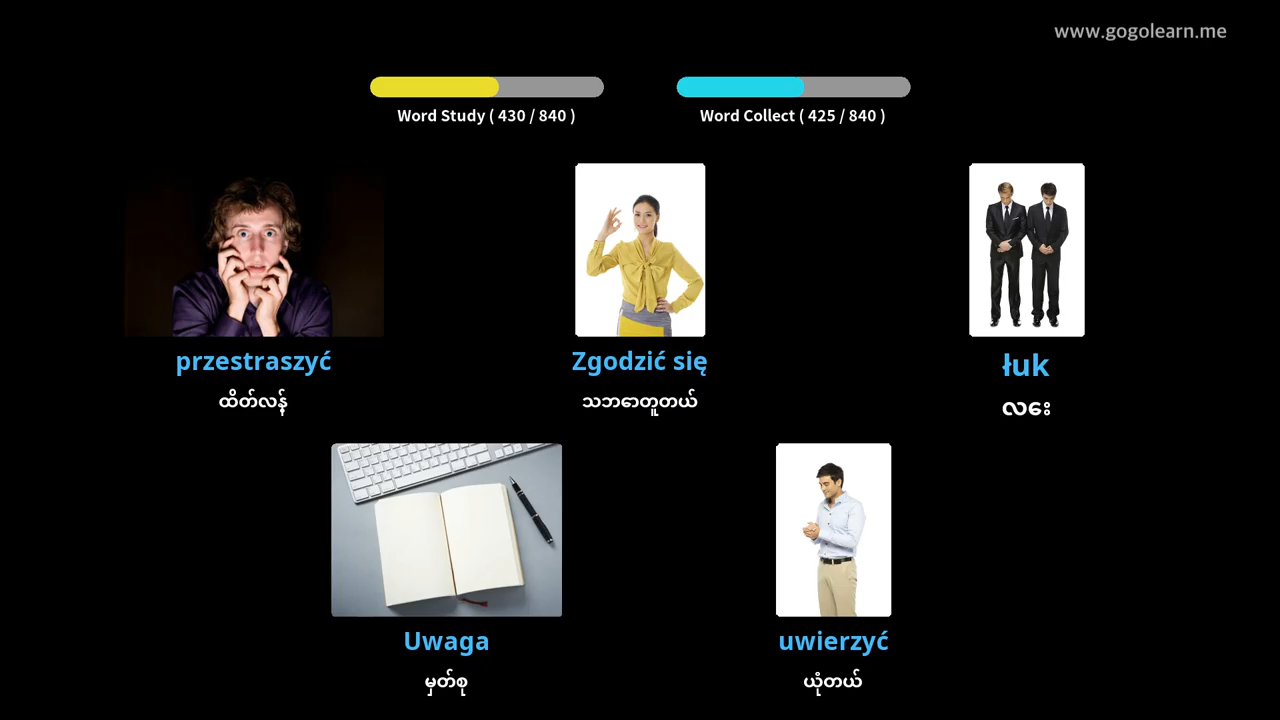 www.gogolearn.me
Word Study ( 430 / 840 )
Word Collect ( 425 / 840 )
przestraszyć
ထိတ်လန့်
Zgodzić się
သဘောတူတယ်
łuk
လေး
Uwaga
မှတ်စု
uwierzyć
ယုံတယ်